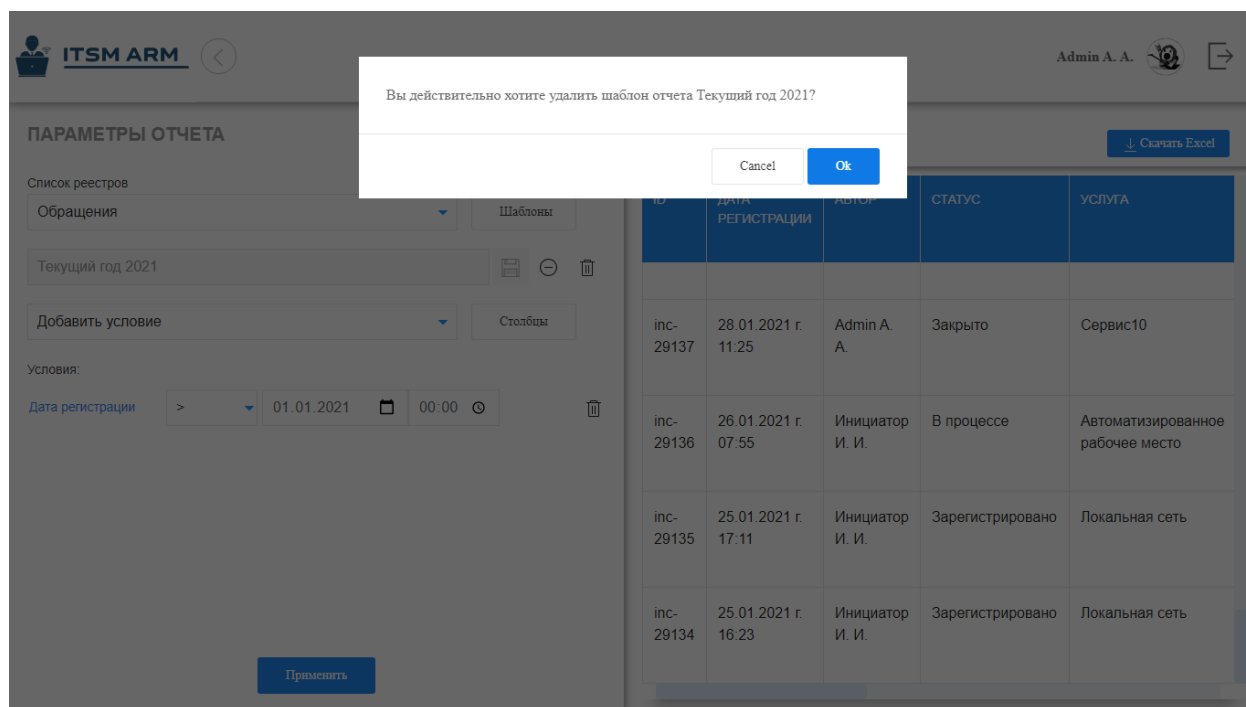 ITSM ARM
Admin A. A.
Вы действительно хотите удалить шаблон отчета Текущий год 2021?
Cancel
Ok
ПАРАМЕТРЫ ОТЧЕТА
Скачать Excel
Список реестров
Обращения
Шаблоны
Текущий год 2021
Добавить условие
Столбцы
Условия:
Дата регистрации > 01.01.2021 00:00
Применить
ID
ДАТА
РЕГИСТРАЦИИ
АВТОР
СТАТУС
УСЛУГА
inc-
29137
28.01.2021 г.
11:25
Admin A.
A.
Закрыто
Сервис10
inc-
29136
26.01.2021 г.
07:55
Инициатор
И. И.
В процессе
Автоматизированное
рабочее место
inc-
29135
25.01.2021 г.
17:11
Инициатор
И. И.
Зарегистрировано
Локальная сеть
inc-
29134
25.01.2021 г.
16:23
Инициатор
И. И.
Зарегистрировано
Локальная сеть